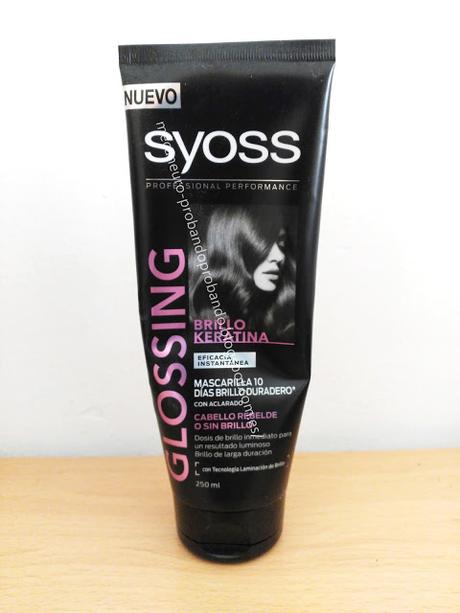 NUEVO
syoss
PROFESSIONAL PERFORMANCE
GLOSSING
BRILLO
KERATINA
EFICACIA
INSTANTÁNEA
MASCARILLA 10
DÍAS BRILLO DURADERO*
CON ACLARADO
CABELLO REBELDE
O SIN BRILLO
Dosis de brillo inmediato para
un resultado luminoso
Brillo de larga duración
con Tecnología Laminación de Brillo
250 ml